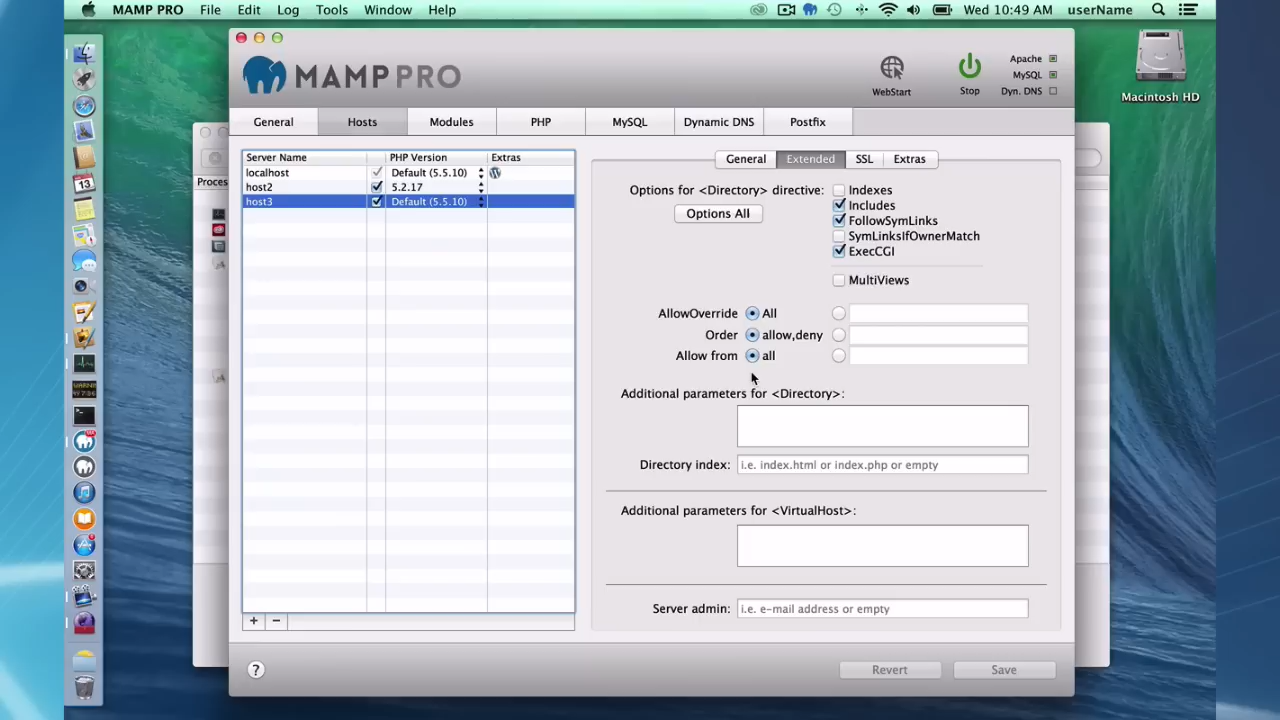 MAMP PRO File Edit Log Tools Window Help Wed 10:49 AM userName
Macintosh HD
MAMP PRO
WebStart
Stop
Apache
MySQL
Dyn. DNS
General Hosts Modules PHP MySQL Dynamic DNS Postfix
Server Name PHP Version Extras
localhost Default (5.5.10)
host2 5.2.17
host3 Default (5.5.10)
+ −
General Extended SSL Extras
Options for <Directory> directive:
Options All
Indexes
Includes
FollowSymLinks
SymLinksIfOwnerMatch
ExecCGI
MultiViews
AllowOverride All
Order allow,deny
Allow from all
Additional parameters for <Directory>:
Directory index: i.e. index.html or index.php or empty
Additional parameters for <VirtualHost>:
Server admin: i.e. e-mail address or empty
? Revert Save
Proces
13